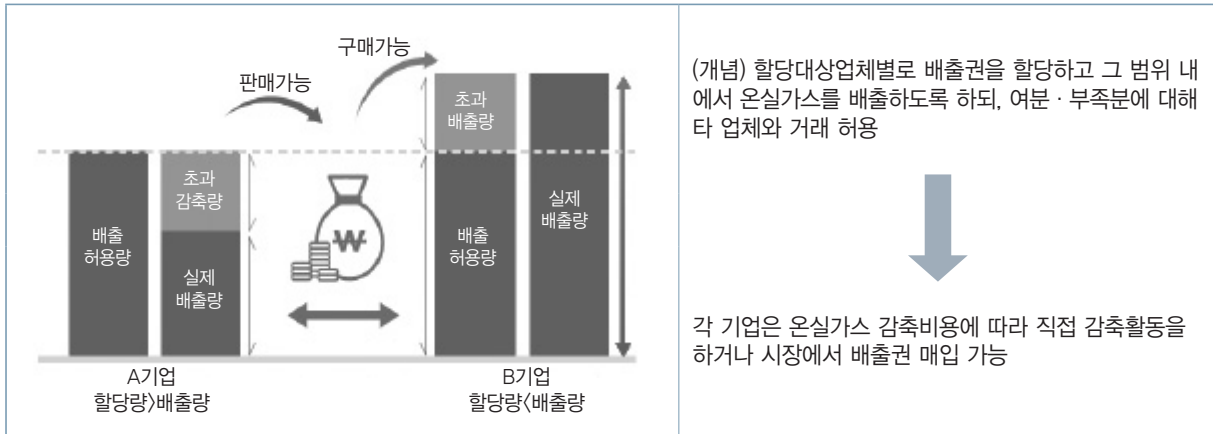 구매가능
판매가능
초과
감축량
배출
허용량
실제
배출량
초과
배출량
배출
허용량
실제
배출량
₩
A기업
할당량〉배출량
B기업
할당량〈배출량
(개념) 할당대상업체별로 배출권을 할당하고 그 범위 내
에서 온실가스를 배출하도록 하되, 여분 · 부족분에 대해
타 업체와 거래 허용
각 기업은 온실가스 감축비용에 따라 직접 감축활동을
하거나 시장에서 배출권 매입 가능